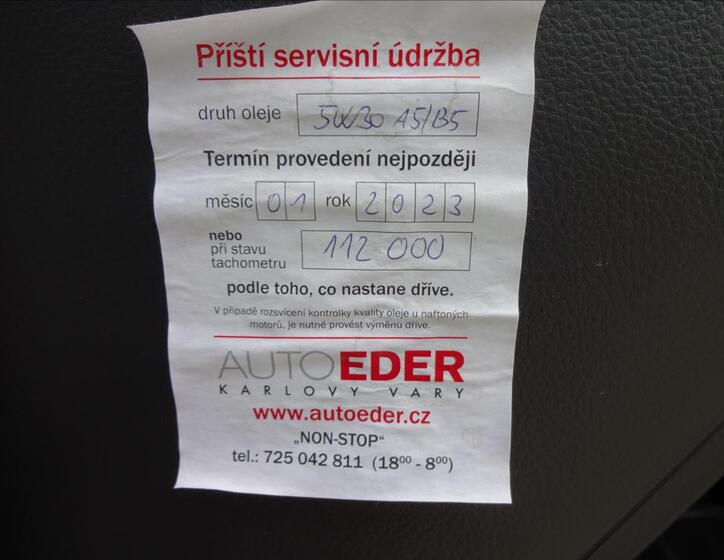 Příští servisní údržba
druh oleje 5W30 A5/B5
Termín provedení nejpozději
měsíc 01 rok 2023
nebo
při stavu 112 000
tachometru
podle toho, co nastane dříve.
V případě rozsvícení kontrolky kvality oleje u naftoných
motorů, je nutné provést výměnu dříve.
AUTOEDER
KARLOVY VARY
www.autoeder.cz
„NON-STOP“
tel.: 725 042 811 (18⁰⁰ - 8⁰⁰)